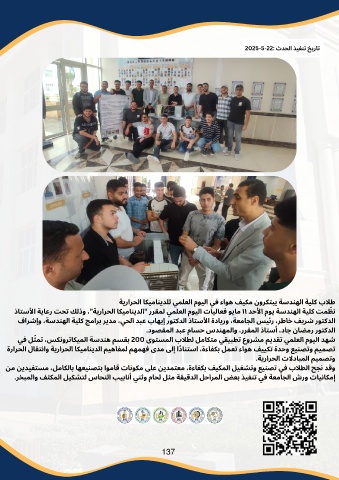 تاريخ تنفيذ الحدث :22-5-2025
طلاب كلية الهندسة يبتكرون مكيف هواء في اليوم العلمي للديناميكا الحرارية
نظمت كلية الهندسة يوم الأحد ١١ مايو فعاليات اليوم العلمي لمقرر "الديناميكا الحرارية"، وذلك تحت رعاية الأستاذ
الدكتور شريف خاطر، رئيس الجامعة، وريادة الأستاذ الدكتور إيهاب عبد الحي، مدير برامج كلية الهندسة، وإشراف
الدكتور رمضان جاد، أستاذ المقرر، والمهندس حسام عبد المقصود.
شهد اليوم العلمي تقديم مشروع تطبيقي متكامل لطلاب المستوى 200 بقسم هندسة الميكاترونكس، تمثل في
تصميم وتصنيع وحدة تكييف هواء تعمل بكفاءة، استنادًا إلى مدى فهمهم لمفاهيم الديناميكا الحرارية وانتقال الحرارة
وتصميم المبادلات الحرارية.
وقد نجح الطلاب في تصنيع وتشغيل المكيف بكفاءة، معتمدين على مكونات قاموا بتصنيعها بالكامل، مستفيدين من
إمكانيات ورش الجامعة في تنفيذ بعض المراحل الدقيقة مثل لحام وثني أنابيب النحاس لتشكيل المكثف والمبخر.
137